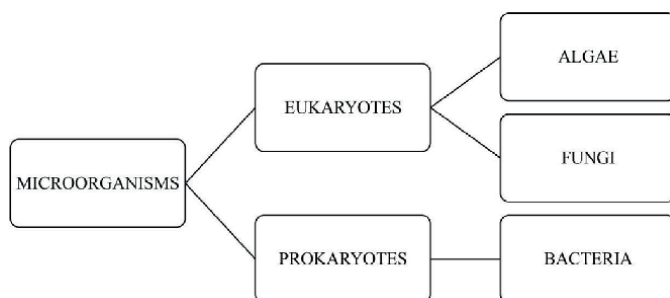 ALGAE
EUKARYOTES
FUNGI
MICROORGANISMS
PROKARYOTES
BACTERIA